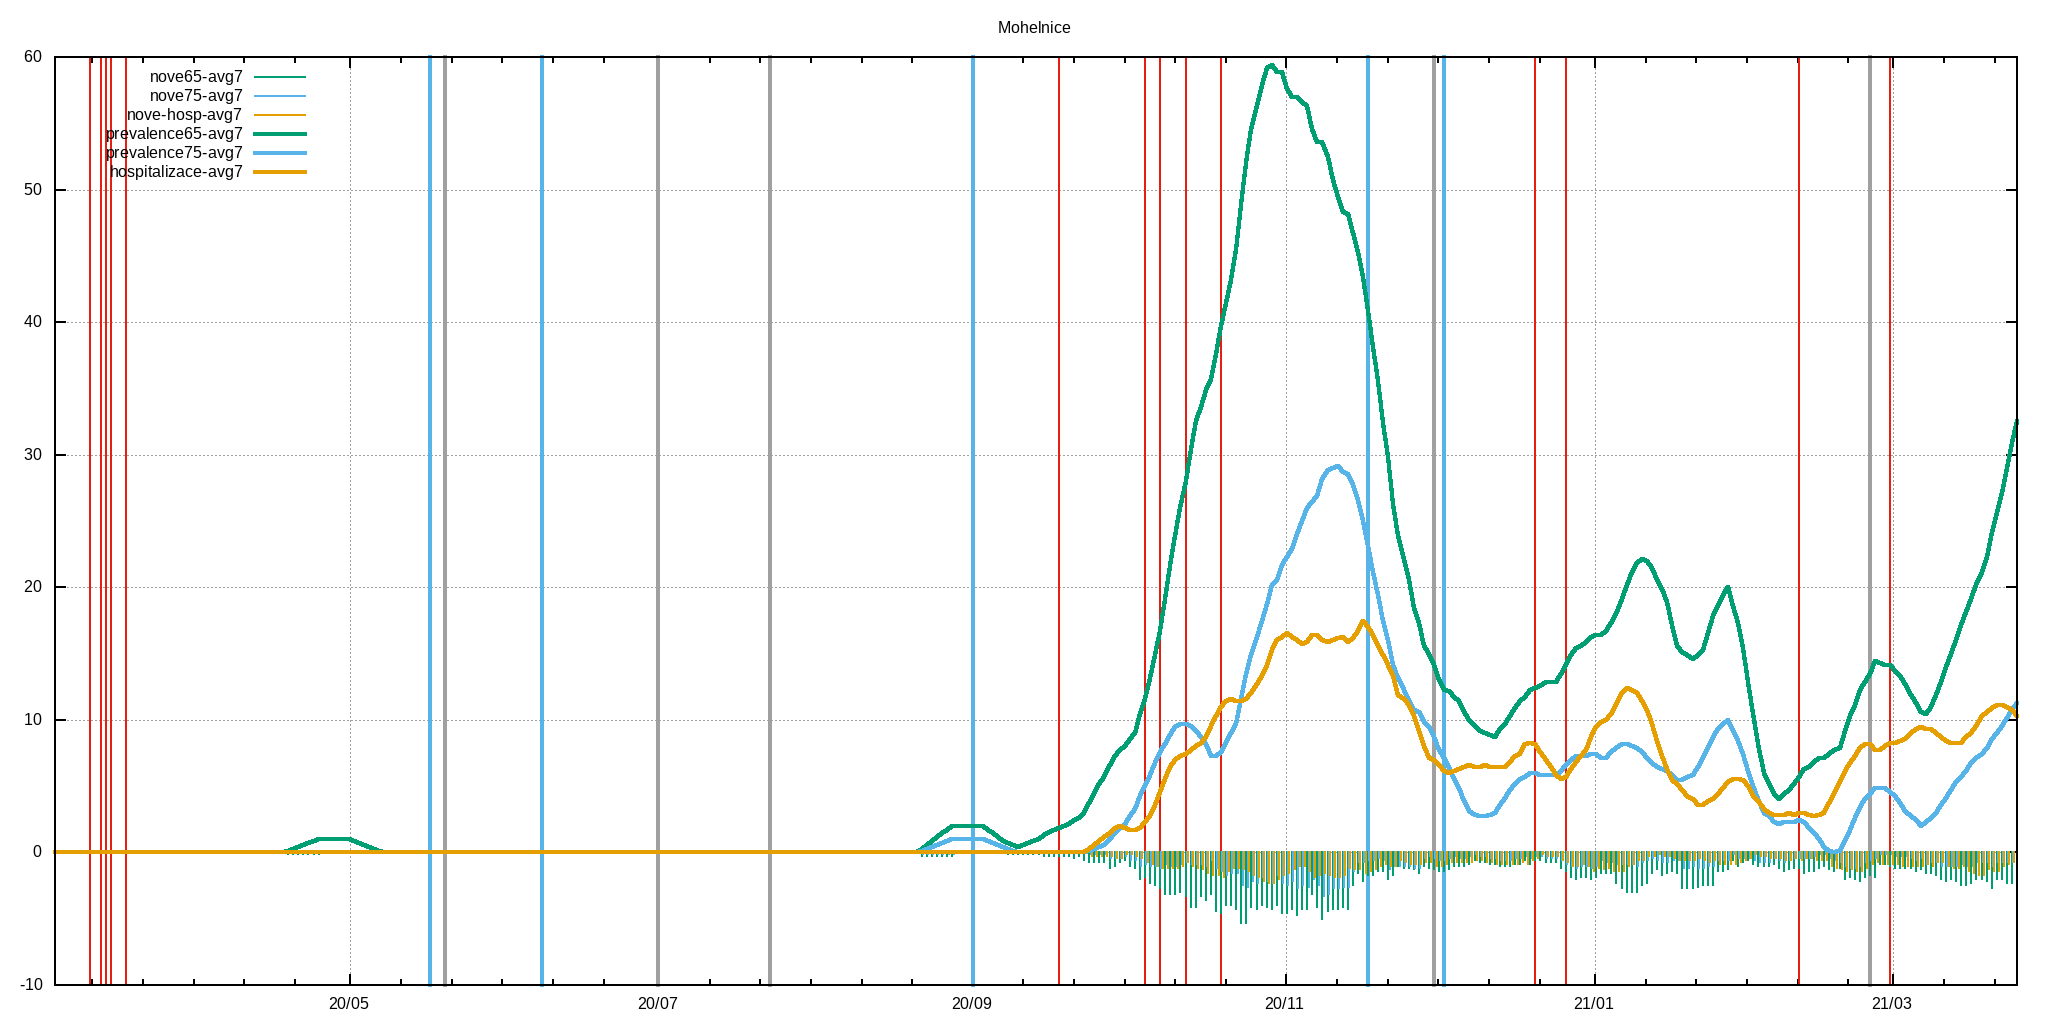 Mohelnice
60
50
40
30
20
10
0
-10
nove65-avg7
nove75-avg7
nove-hosp-avg7
prevalence65-avg7
prevalence75-avg7
hospitalizace-avg7
20/05 20/07 20/09 20/11 21/01 21/03